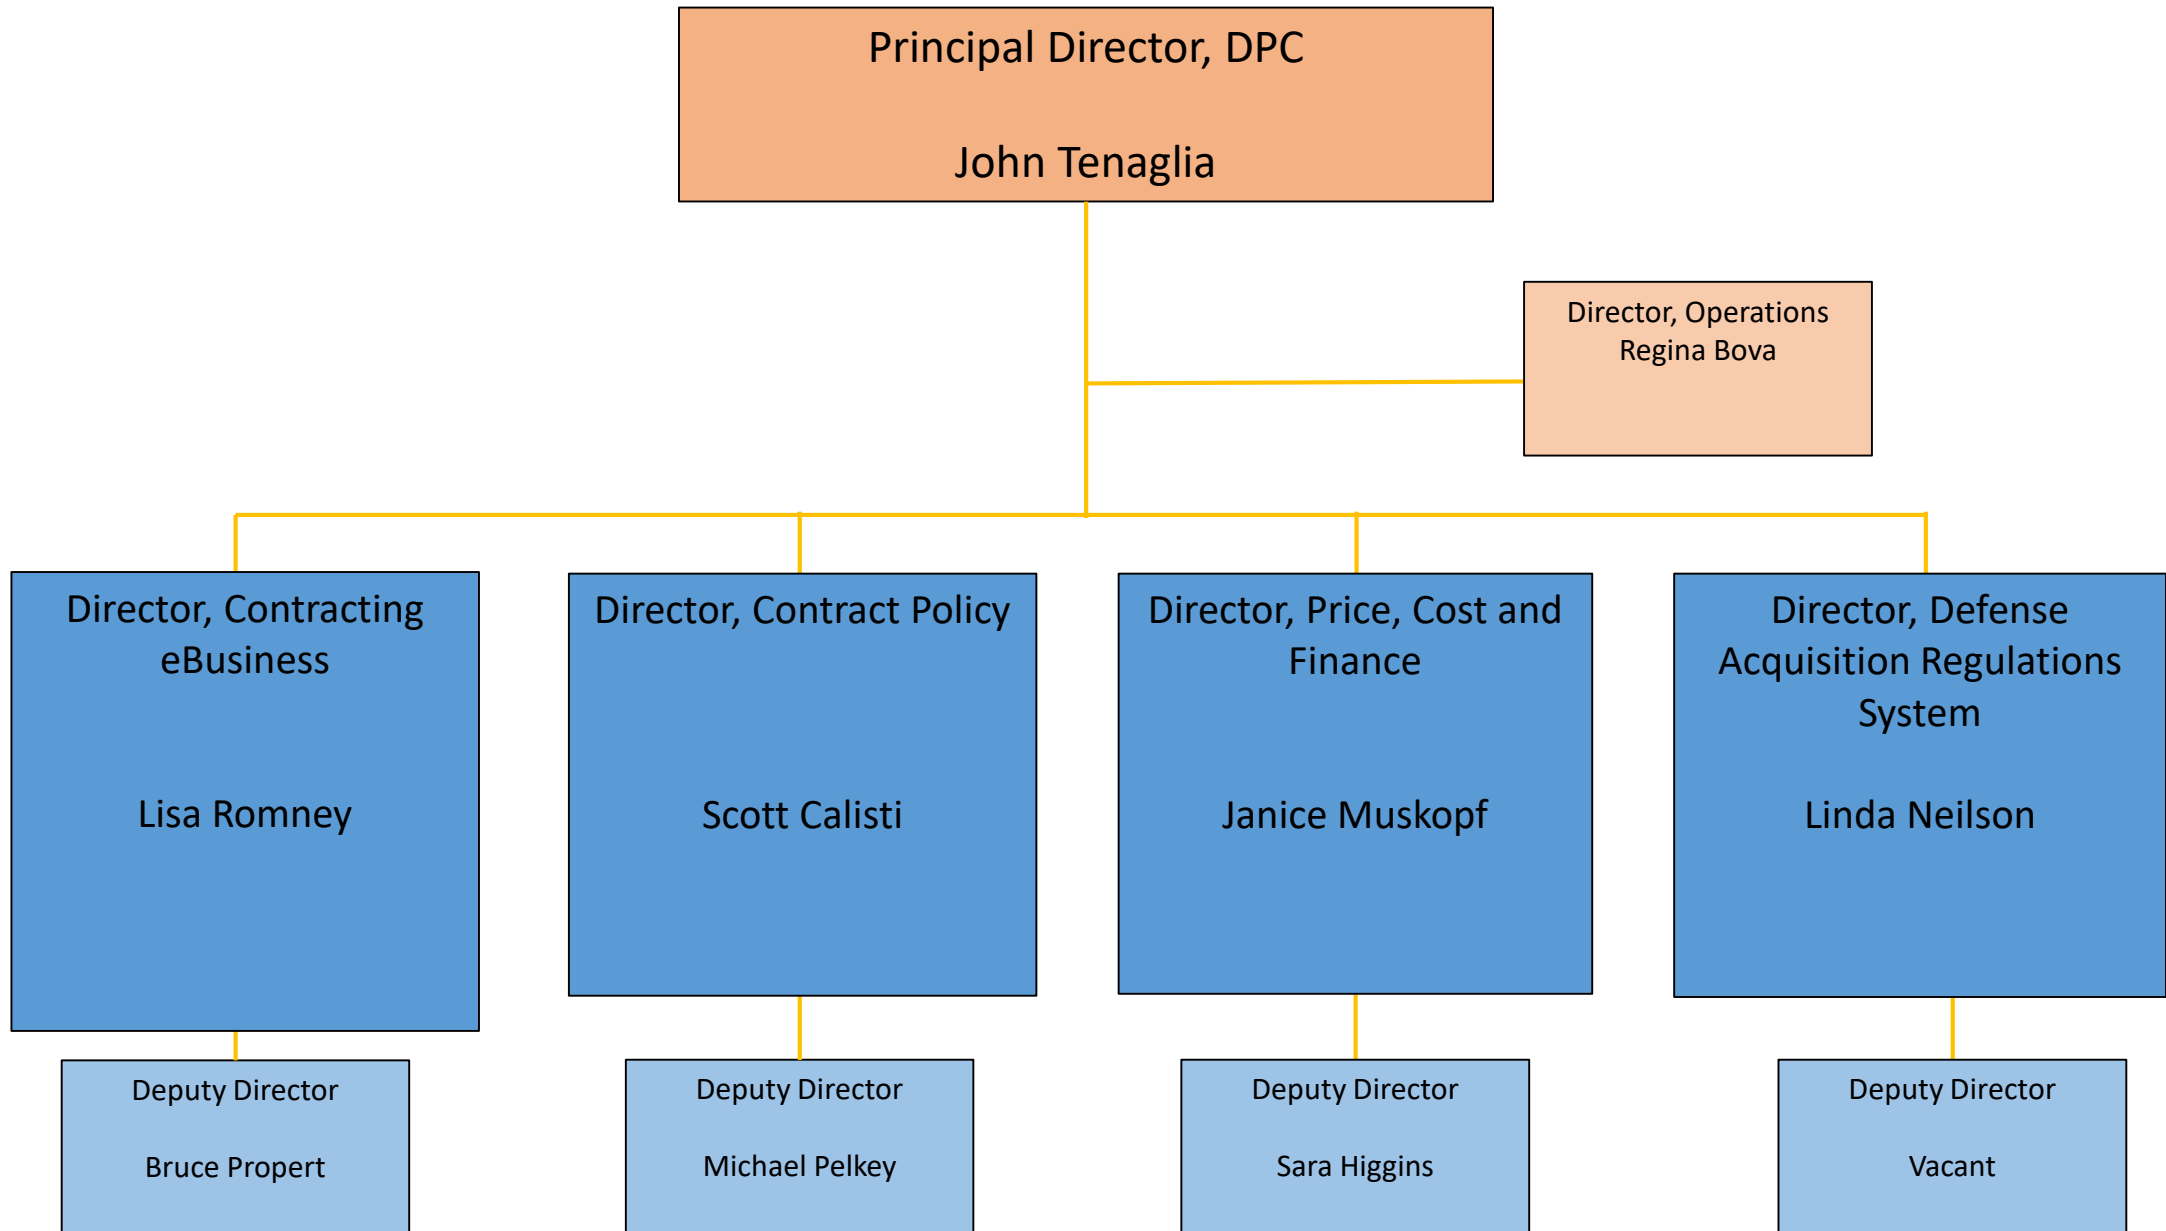 Principal Director, DPC
John Tenaglia
Director, Operations
Regina Bova
Director, Contracting
eBusiness
Lisa Romney
Director, Contract Policy
Scott Calisti
Director, Price, Cost and
Finance
Janice Muskopf
Director, Defense
Acquisition Regulations
System
Linda Neilson
Deputy Director
Bruce Propert
Deputy Director
Michael Pelkey
Deputy Director
Sara Higgins
Deputy Director
Vacant